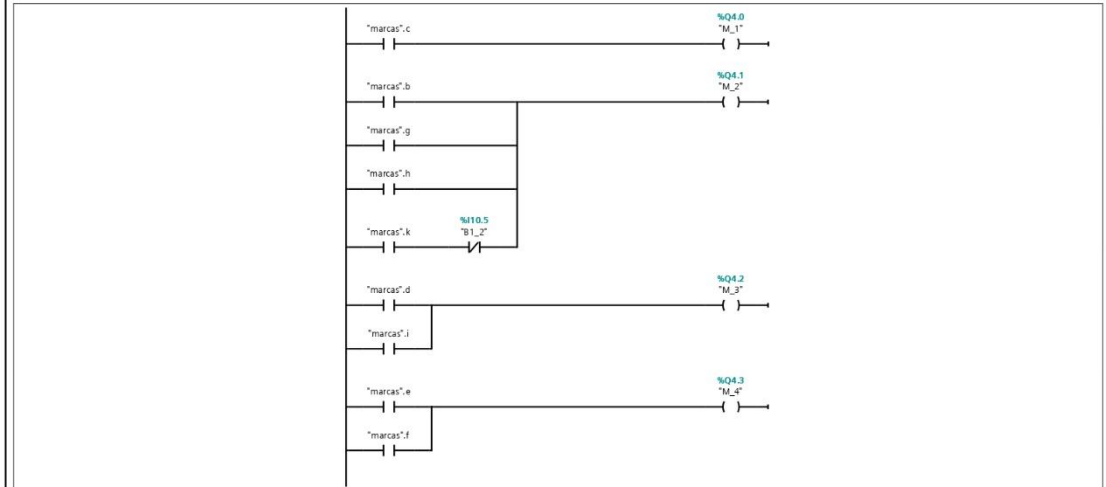 "marcas".c
%Q4.0
"M_1"
"marcas".b
%Q4.1
"M_2"
"marcas".g
"marcas".h
"marcas".k
%I10.5
"B1_2"
"marcas".d
%Q4.2
"M_3"
"marcas".i
"marcas".e
%Q4.3
"M_4"
"marcas".f